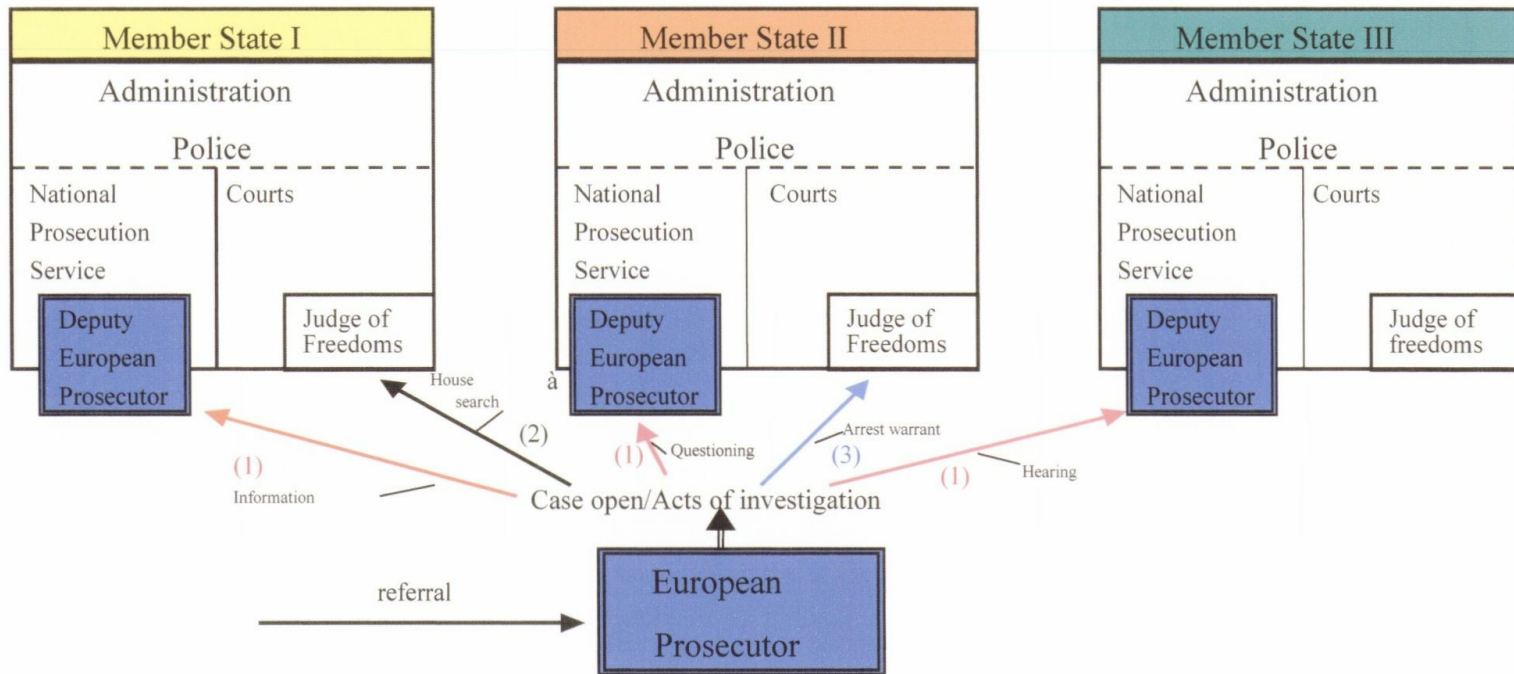 Member State I
Administration
Police
National
Prosecution
Service
Courts
Deputy
European
Prosecutor
Judge of
Freedoms
Member State II
Administration
Police
National
Prosecution
Service
Courts
à
Deputy
European
Prosecutor
Judge of
Freedoms
Member State III
Administration
Police
National
Prosecution
Service
Courts
Deputy
European
Prosecutor
Judge of
freedoms
(1)
Information
House
search
(2)
(1)
Questioning
Arrest warrant
(3)
(1)
Hearing
Case open/Acts of investigation
referral
European
Prosecutor